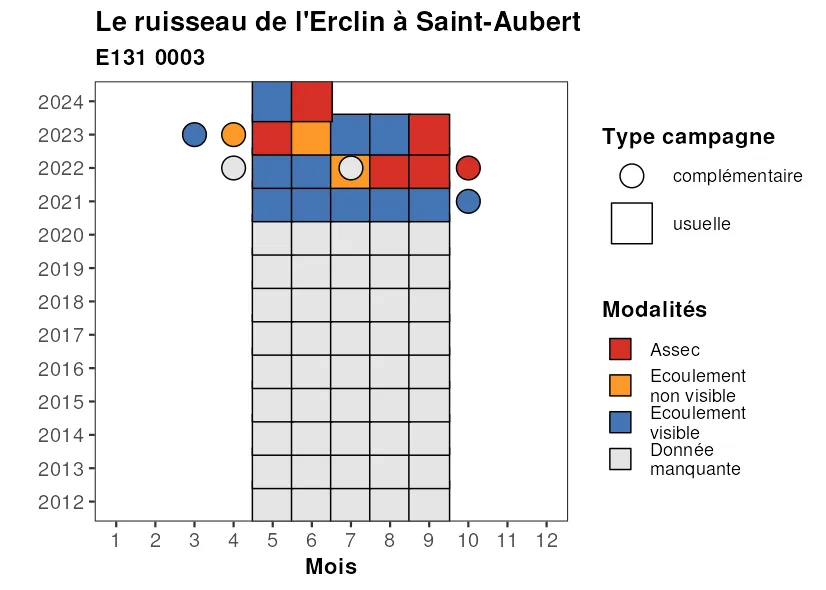 Le ruisseau de l'Erclin à Saint-Aubert
E131 0003
2024
2023
2022
2021
2020
2019
2018
2017
2016
2015
2014
2013
2012
1 2 3 4 5 6 7 8 9 10 11 12
Mois
Type campagne
complémentaire
usuelle
Modalités
Assec
Ecoulement
non visible
Ecoulement
visible
Donnée
manquante